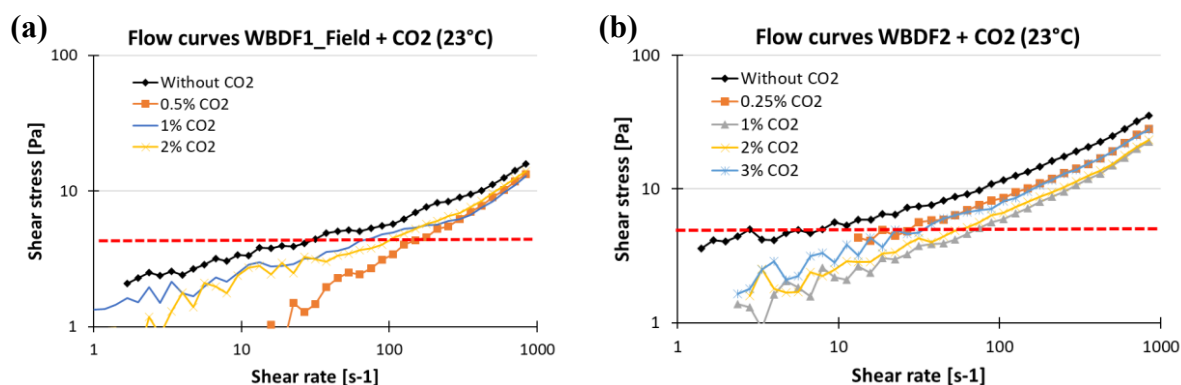 (a)
Flow curves WBDF1_Field + CO2 (23°C)
100
10
1
Shear stress [Pa]
Without CO2
0.5% CO2
1% CO2
2% CO2
1
10
100
1000
Shear rate [s-1]
(b)
Flow curves WBDF2 + CO2 (23°C)
100
10
1
Shear stress [Pa]
Without CO2
0.25% CO2
1% CO2
2% CO2
3% CO2
1
10
100
1000
Shear rate [s-1]